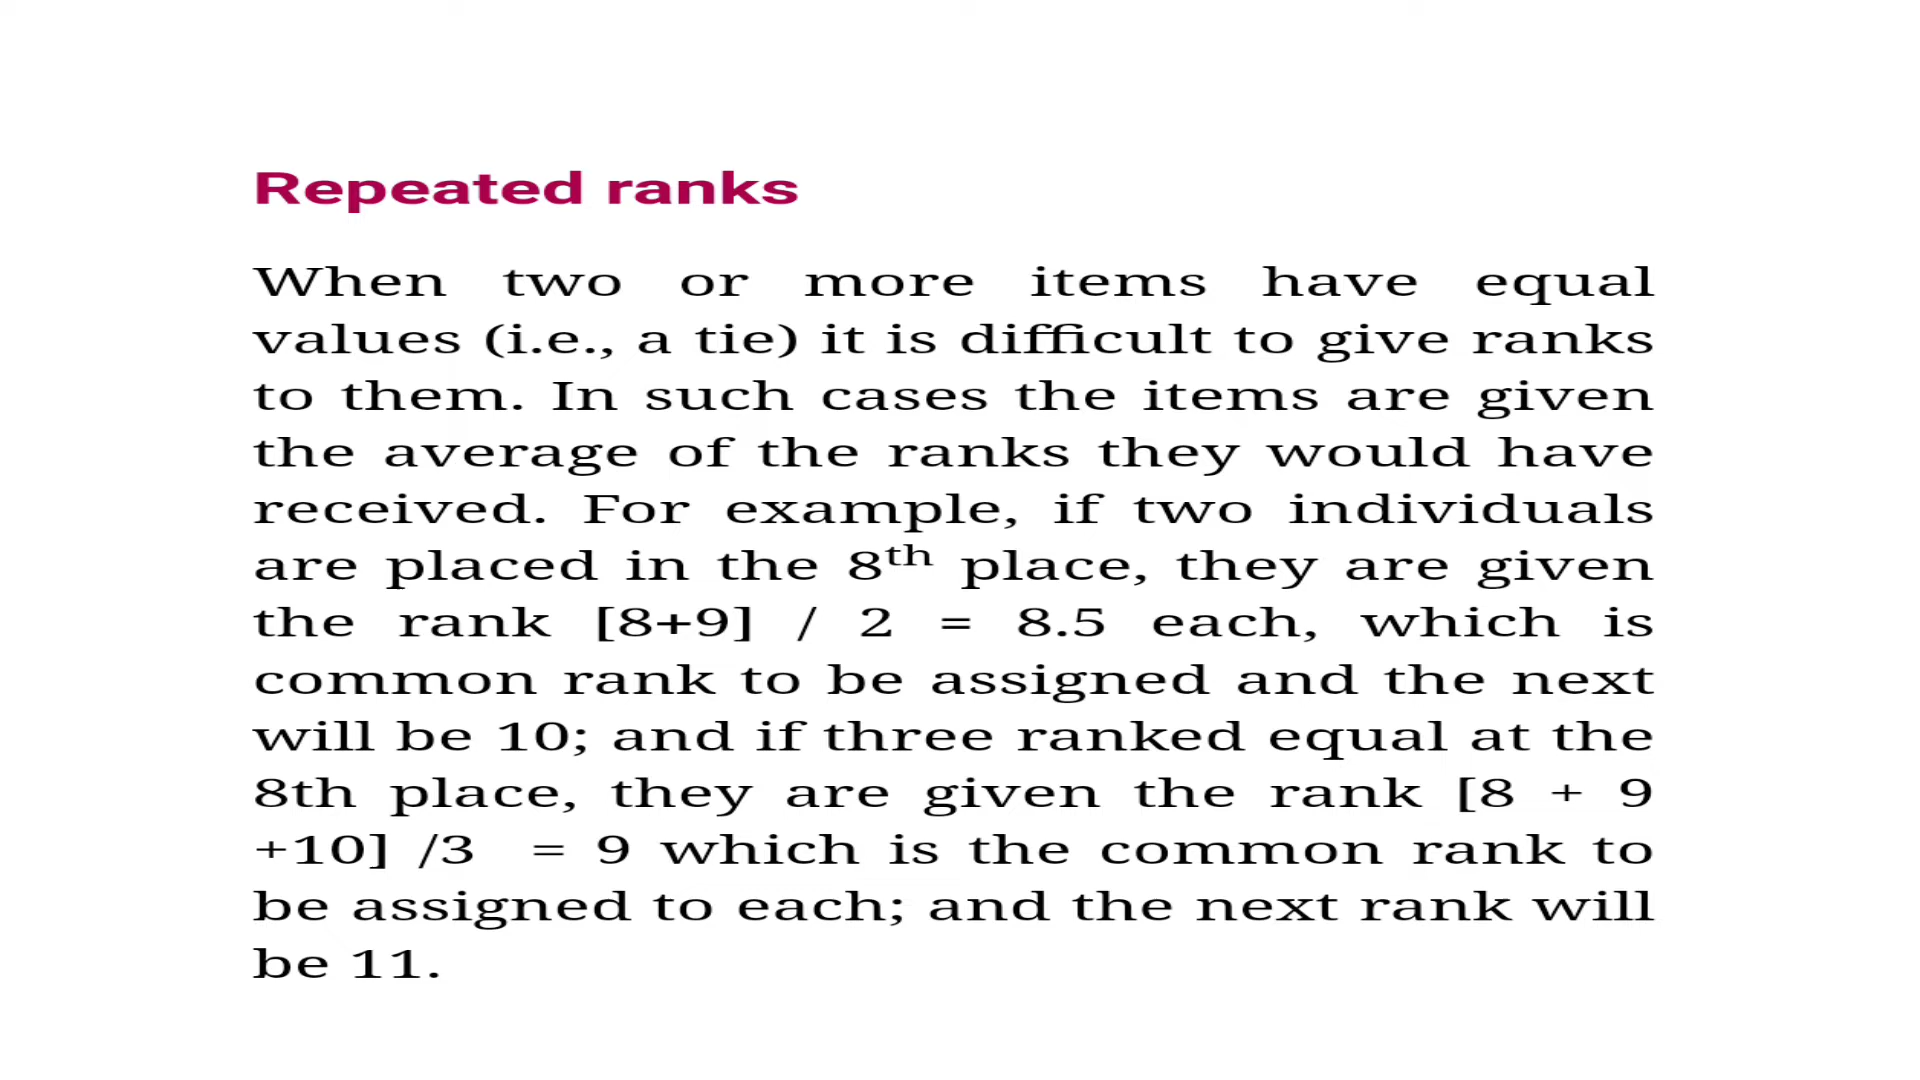 Repeated ranks
When two or more items have equal
values (i.e., a tie) it is difficult to give ranks
to them. In such cases the items are given
the average of the ranks they would have
received. For example, if two individuals
are placed in the 8th place, they are given
the rank [8+9] / 2 = 8.5 each, which is
common rank to be assigned and the next
will be 10; and if three ranked equal at the
8th place, they are given the rank [8 + 9
+10] /3 = 9 which is the common rank to
be assigned to each; and the next rank will
be 11.